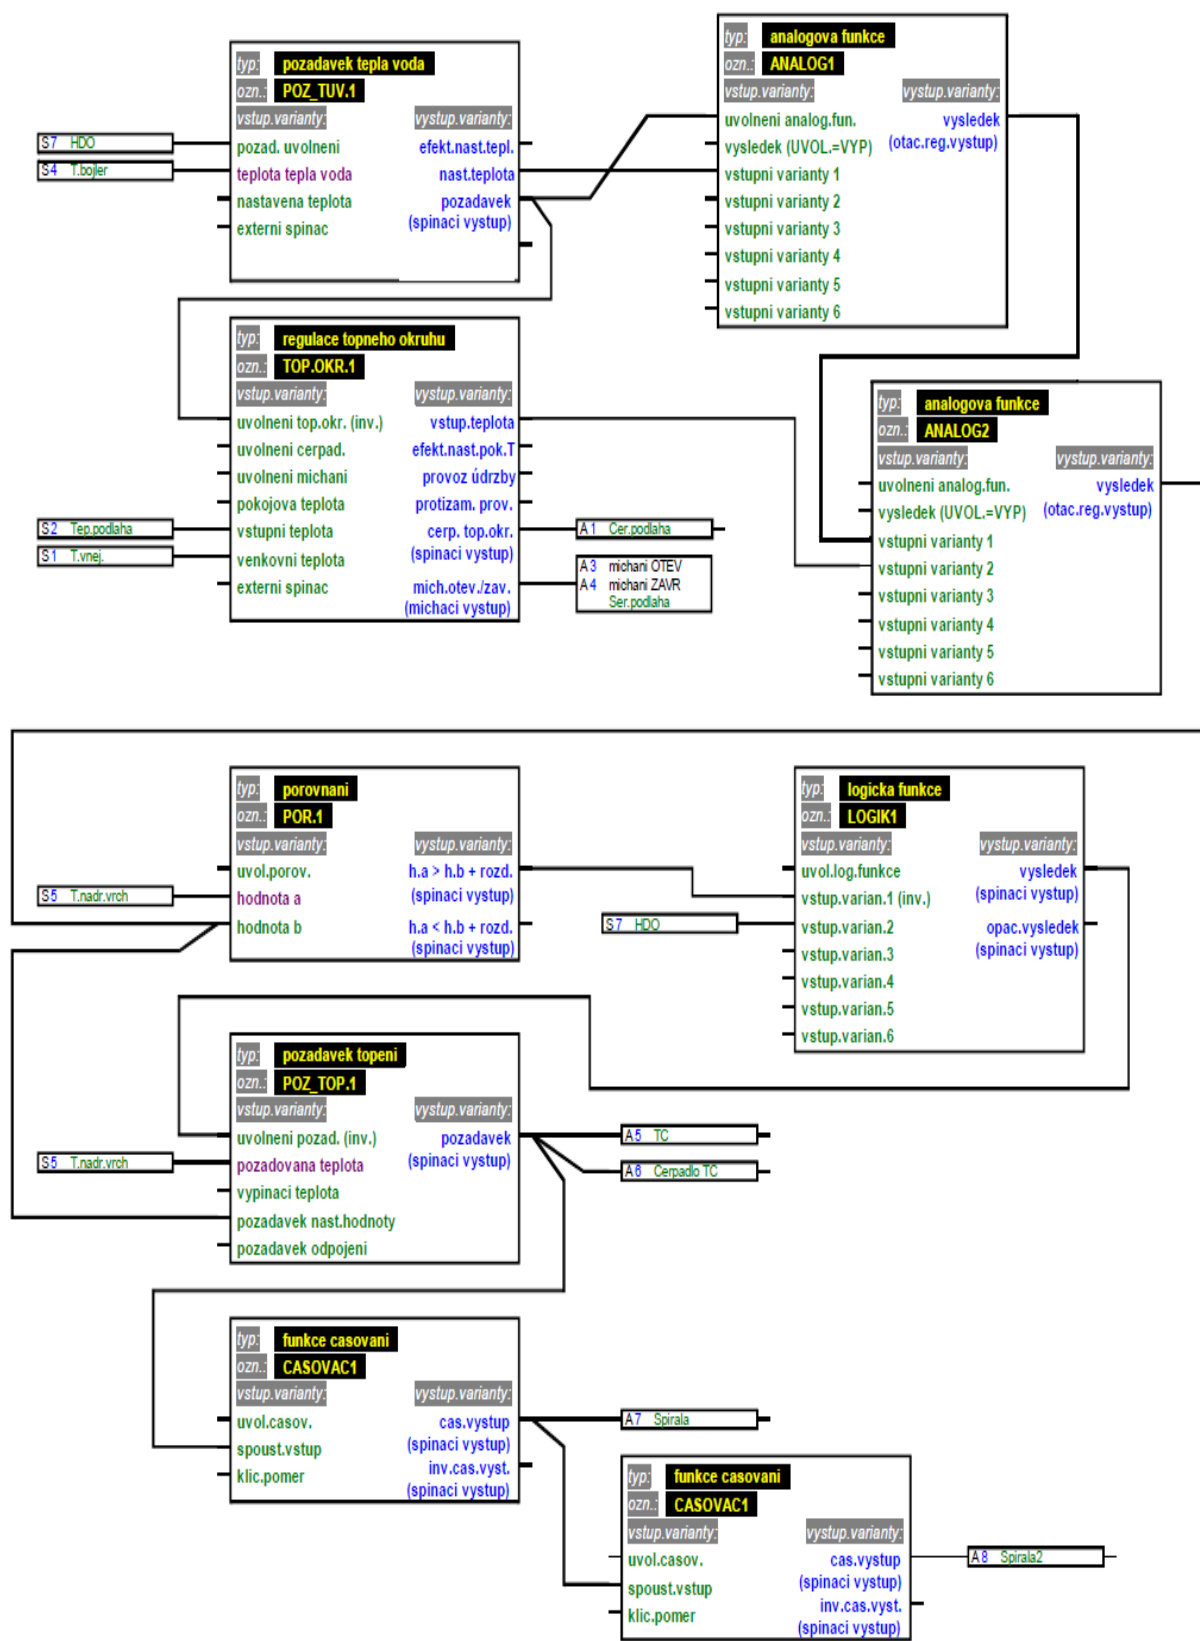 typ: pozadavek tepla voda
ozn.: POZ_TUV.1
vstup.varianty: vystup.varianty:
S7 HDO
pozad. uvolneni efekt.nast.tepl.
S4 T.bojler
teplota tepla voda nast.teplota
nastavena teplota pozadavek
(spinaci vystup)
externi spinac
typ: analogova funkce
ozn.: ANALOG1
vstup.varianty: vystup.varianty:
uvolneni analog.fun. vysledek
vysledek (UVOL.=VYP) (otac.reg.vystup)
vstupni varianty 1
vstupni varianty 2
vstupni varianty 3
vstupni varianty 4
vstupni varianty 5
vstupni varianty 6
typ: regulace topneho okruhu
ozn.: TOP.OKR.1
vstup.varianty: vystup.varianty:
uvolneni top.okr. (inv.) vstup.teplota
uvolneni cerpad. efekt.nast.pok.T
uvolneni michani provoz údrzby
pokojova teplota protizam. prov.
S2 Tep.podlaha
vstupni teplota cerp. top.okr.
(spinaci vystup)
A1 Cer.podlaha
S1 T.vnej.
venkovni teplota
externi spinac mich.otev./zav.
(michaci vystup)
A3 michani OTEV
A4 michani ZAVR
Ser.podlaha
typ: analogova funkce
ozn.: ANALOG2
vstup.varianty: vystup.varianty:
uvolneni analog.fun. vysledek
vysledek (UVOL.=VYP) (otac.reg.vystup)
vstupni varianty 1
vstupni varianty 2
vstupni varianty 3
vstupni varianty 4
vstupni varianty 5
vstupni varianty 6
typ: porovnani
ozn.: POR.1
vstup.varianty: vystup.varianty:
uvol.porov. h.a > h.b + rozd.
S5 T.nadr.vrch
hodnota a (spinaci vystup)
hodnota b h.a < h.b + rozd.
(spinaci vystup)
typ: logicka funkce
ozn.: LOGIK1
vstup.varianty: vystup.varianty:
uvol.log.funkce vysledek
vstup.varian.1 (inv.) (spinaci vystup)
S7 HDO
vstup.varian.2 opac.vysledek
vstup.varian.3 (spinaci vystup)
vstup.varian.4
vstup.varian.5
vstup.varian.6
typ: pozadavek topeni
ozn.: POZ_TOP.1
vstup.varianty: vystup.varianty:
uvolneni pozad. (inv.) pozadavek
A5 TC
S5 T.nadr.vrch
pozadovana teplota (spinaci vystup)
A6 Cerpadlo TC
vypinaci teplota
pozadavek nast.hodnoty
pozadavek odpojeni
typ: funkce casovani
ozn.: CASOVAC1
vstup.varianty: vystup.varianty:
uvol.casov. cas.vystup
A7 Spirala
spoust.vstup (spinaci vystup)
klic.pomer inv.cas.vyst.
(spinaci vystup)
typ: funkce casovani
ozn.: CASOVAC1
vstup.varianty: vystup.varianty:
uvol.casov. cas.vystup
A8 Spirala2
spoust.vstup (spinaci vystup)
klic.pomer inv.cas.vyst.
(spinaci vystup)